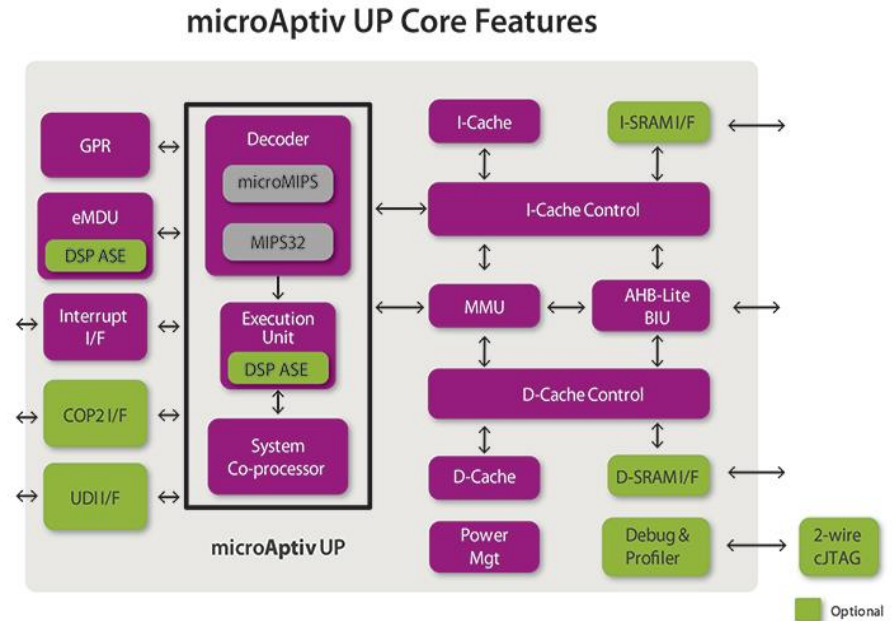 microAptiv UP Core Features
GPR
eMDU
DSP ASE
Interrupt
I/F
COP2 I/F
UDI I/F
Decoder
microMIPS
MIPS32
Execution
Unit
DSP ASE
System
Co-processor
microAptiv UP
I-Cache
I-SRAM I/F
I-Cache Control
MMU
AHB-Lite
BIU
D-Cache Control
D-Cache
D-SRAM I/F
Power
Mgt
Debug &
Profiler
2-wire
cJTAG
Optional